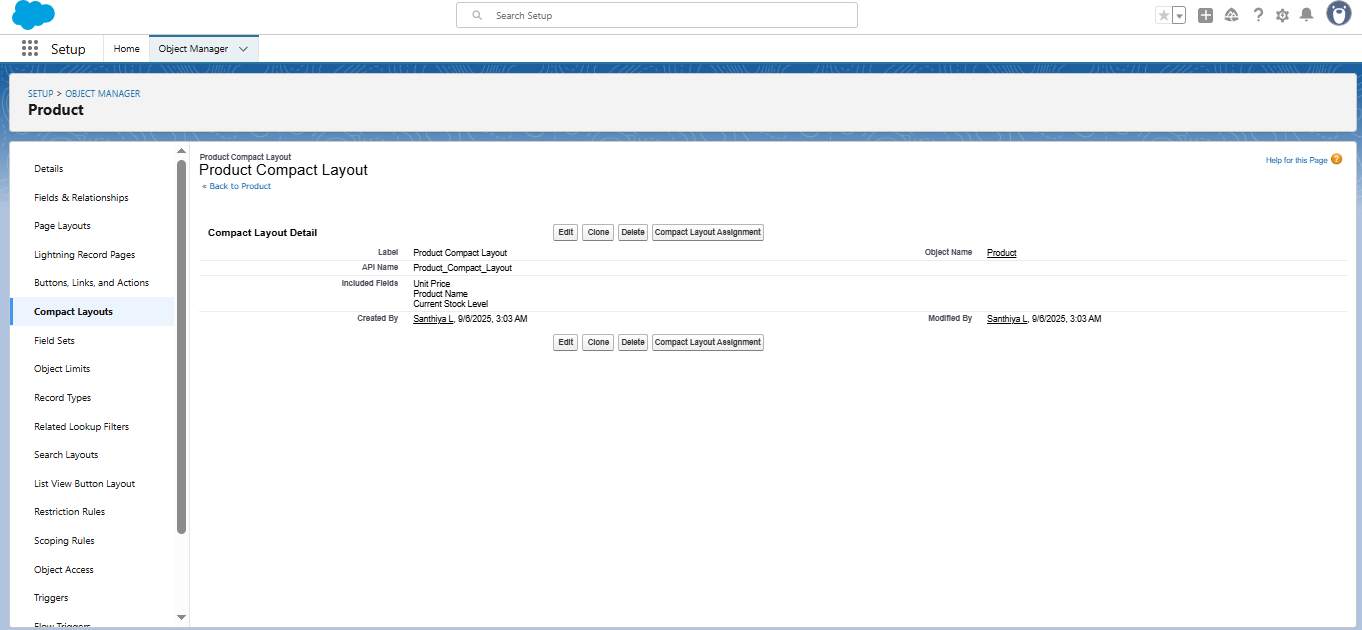 Search Setup
Setup
Home
Object Manager
SETUP > OBJECT MANAGER
Product
Details
Fields & Relationships
Page Layouts
Lightning Record Pages
Buttons, Links, and Actions
Compact Layouts
Field Sets
Object Limits
Record Types
Related Lookup Filters
Search Layouts
List View Button Layout
Restriction Rules
Scoping Rules
Object Access
Triggers
Flow Triggers
Product Compact Layout
Product Compact Layout
« Back to Product
Help for this Page ?
Compact Layout Detail
Edit Clone Delete Compact Layout Assignment
Label Product Compact Layout Object Name Product
API Name Product_Compact_Layout
Included Fields Unit Price
Product Name
Current Stock Level
Created By Santhiya L, 9/6/2025, 3:03 AM Modified By Santhiya L, 9/6/2025, 3:03 AM
Edit Clone Delete Compact Layout Assignment